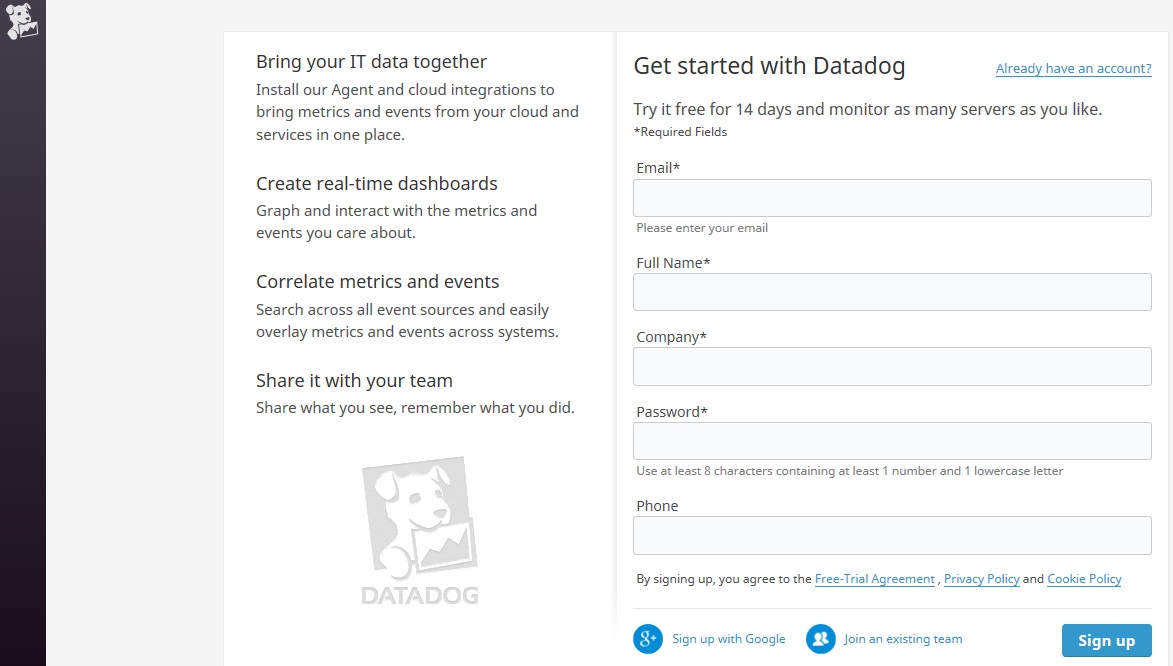 Bring your IT data together
Install our Agent and cloud integrations to
bring metrics and events from your cloud and
services in one place.
Create real-time dashboards
Graph and interact with the metrics and
events you care about.
Correlate metrics and events
Search across all event sources and easily
overlay metrics and events across systems.
Share it with your team
Share what you see, remember what you did.
DATADOG
Get started with Datadog
Already have an account?
Try it free for 14 days and monitor as many servers as you like.
*Required Fields
Email*
Please enter your email
Full Name*
Company*
Password*
Use at least 8 characters containing at least 1 number and 1 lowercase letter
Phone
By signing up, you agree to the Free-Trial Agreement , Privacy Policy and Cookie Policy
g+ Sign up with Google
Join an existing team
Sign up